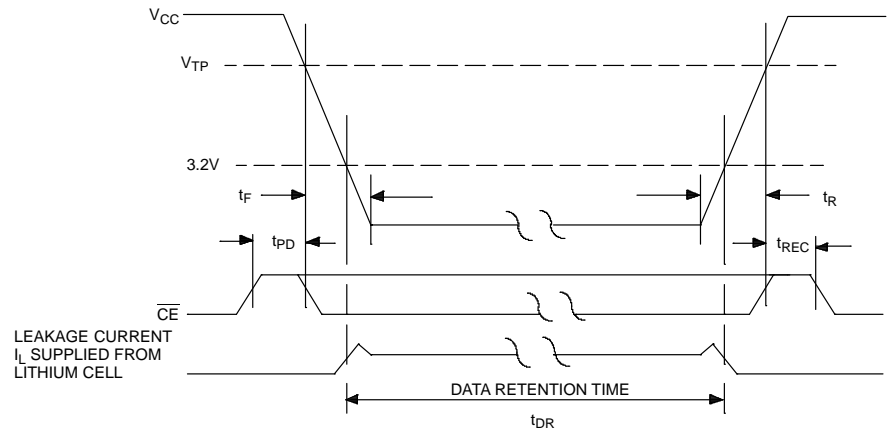 VCC
VTP
3.2V
tF
tR
tPD
tREC
CE
LEAKAGE CURRENT
IL SUPPLIED FROM
LITHIUM CELL
DATA RETENTION TIME
tDR